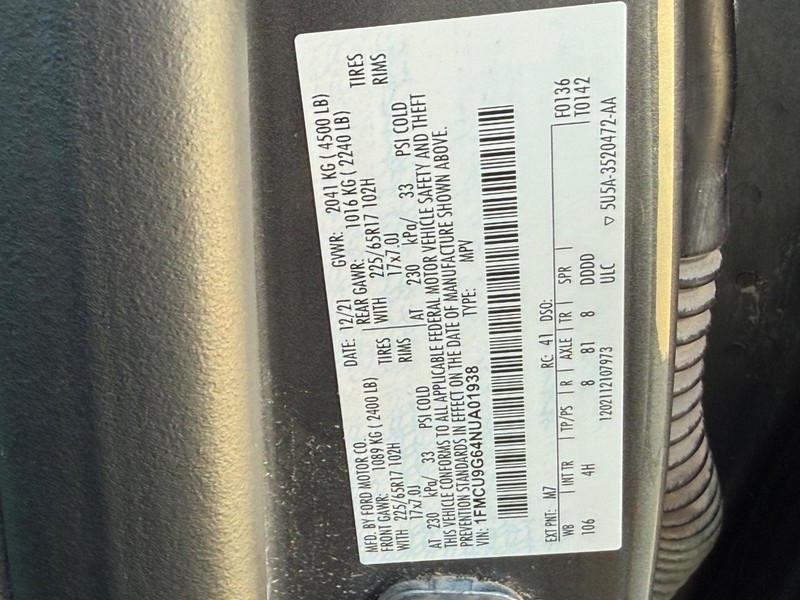 MFD. BY FORD MOTOR CO.
DATE: 12/21 GVWR: 2041 KG ( 4500 LB)
FRONT GAWR: 1089 KG ( 2400 LB) REAR GAWR: 1016 KG ( 2240 LB)
WITH 225/65R17 102H TIRES WITH 225/65R17 102H TIRES
17x7.0J RIMS 17x7.0J RIMS
AT 230 kPa/ 33 PSI COLD AT 230 kPa/ 33 PSI COLD
THIS VEHICLE CONFORMS TO ALL APPLICABLE FEDERAL MOTOR VEHICLE SAFETY AND THEFT
PREVENTION STANDARDS IN EFFECT ON THE DATE OF MANUFACTURE SHOWN ABOVE.
VIN: 1FMCU9G64NUA01938 TYPE: MPV
EXT PNT: M7 RC: 41 DSO: F0136
WB INT TR TP/PS R AXLE TR SPR T0142
106 4H 8 81 8 DDDD
1202112107973 ULC ▽ 5U5A-3520472-AA